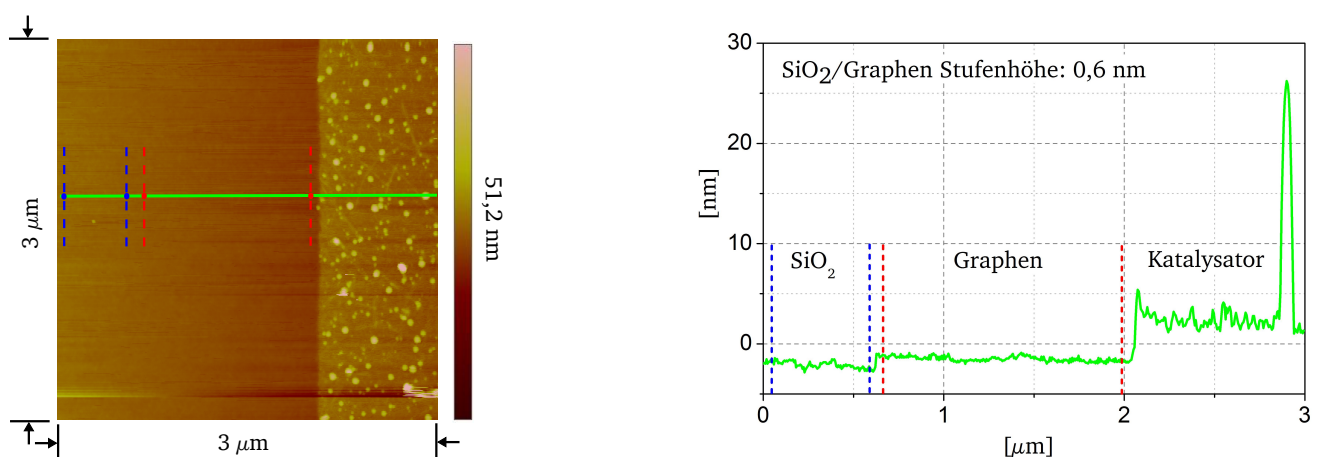 3 μm
3 μm
51,2 nm
SiO2/Graphen Stufenhöhe: 0,6 nm
30
20
10
0
[nm]
SiO2
Graphen
Katalysator
0
1
2
3
[μm]